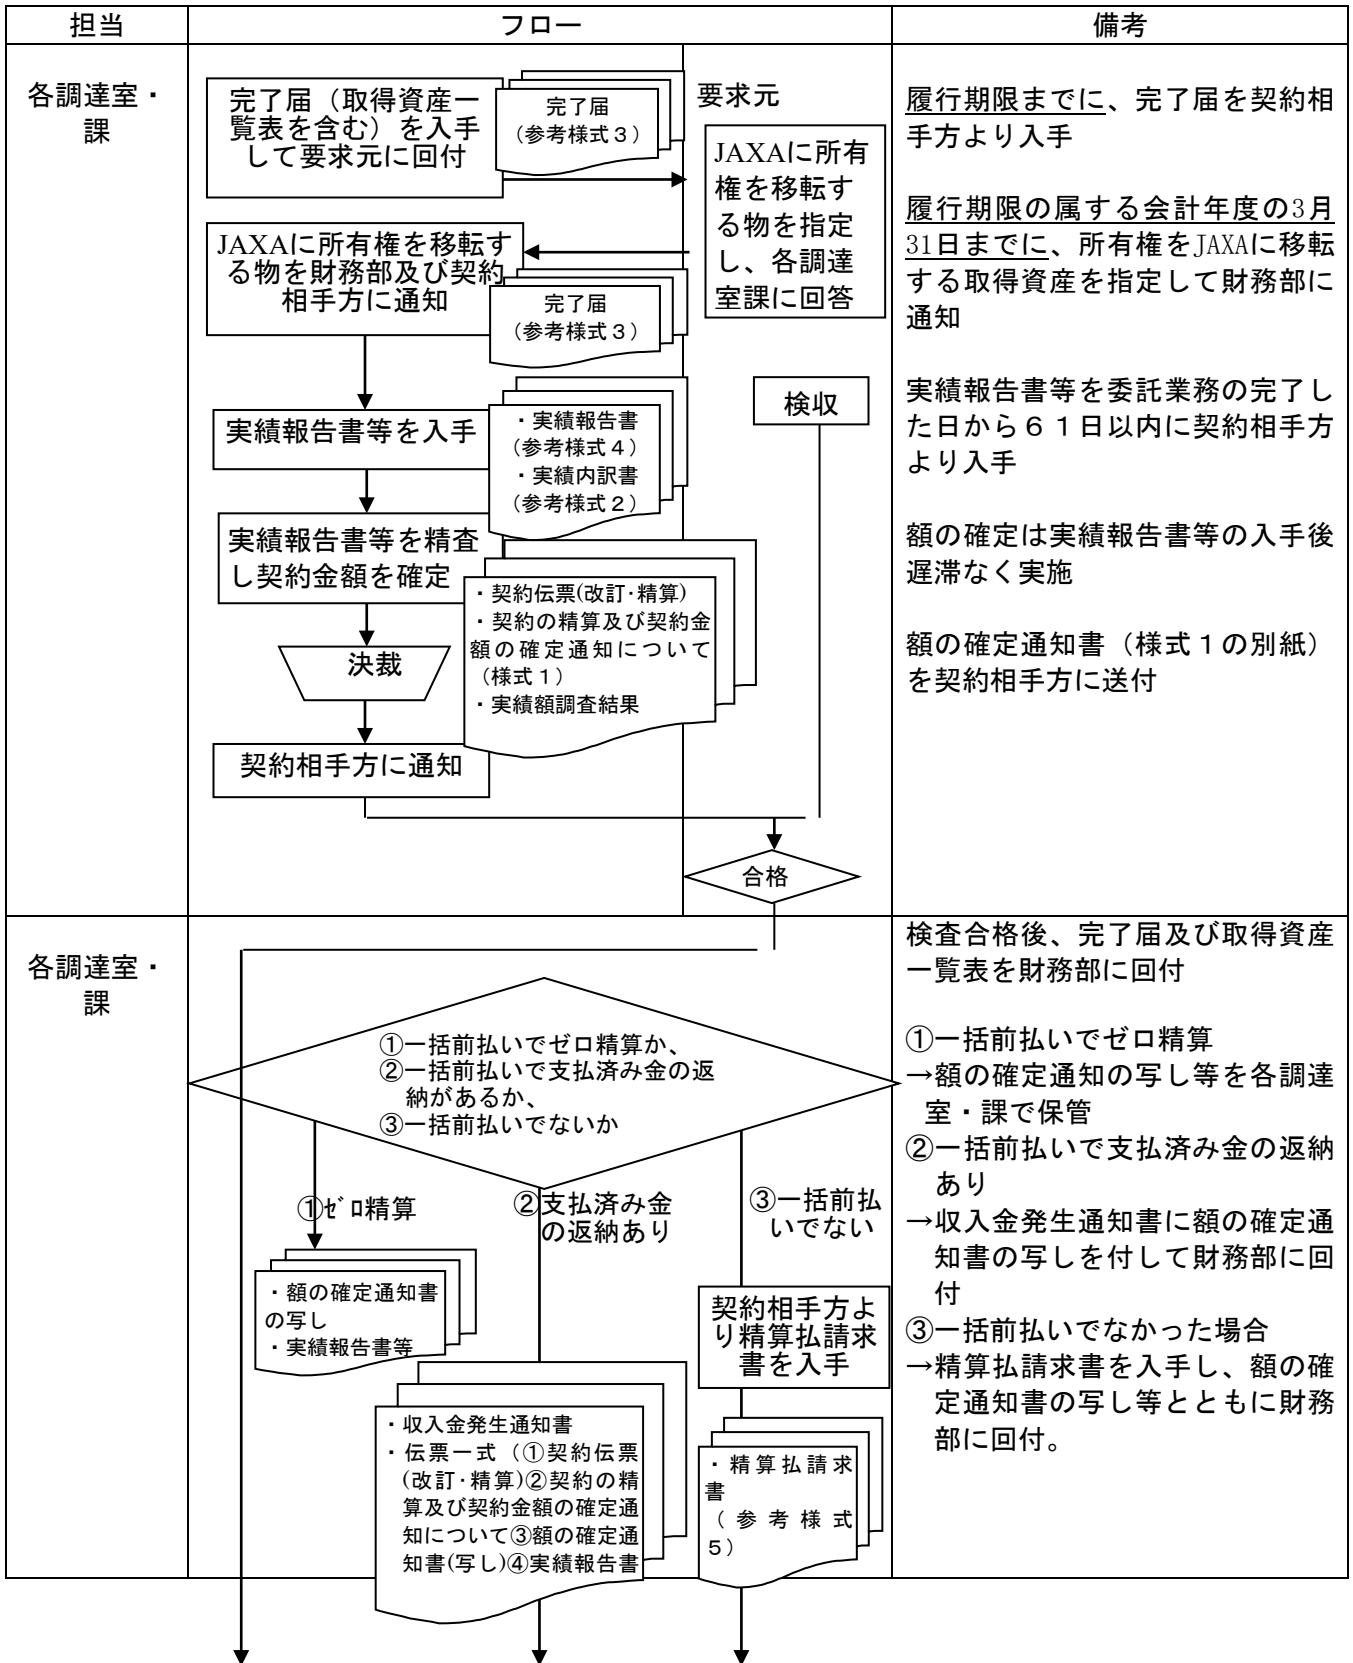 担当
フロー
備考
各調達室・
課
完了届（取得資産一
覧表を含む）を入手
して要求元に回付
完了届
（参考様式３）
要求元
JAXAに所有
権を移転す
る物を指定
し、各調達
室課に回答
JAXAに所有権を移転す
る物を財務部及び契約
相手方に通知
完了届
（参考様式３）
検収
実績報告書等を入手
・実績報告書
（参考様式４）
・実績内訳書
（参考様式２）
実績報告書等を精査
し契約金額を確定
・契約伝票(改訂･精算)
・契約の精算及び契約金
額の確定通知について
（様式１）
・実績額調査結果
決裁
契約相手方に通知
合格
履行期限までに、完了届を契約相
手方より入手
履行期限の属する会計年度の3月
31日までに、所有権をJAXAに移転
する取得資産を指定して財務部に
通知
実績報告書等を委託業務の完了し
た日から６１日以内に契約相手方
より入手
額の確定は実績報告書等の入手後
遅滞なく実施
額の確定通知書（様式１の別紙）
を契約相手方に送付
各調達室・
課
①一括前払いでゼロ精算か、
②一括前払いで支払済み金の返
納があるか、
③一括前払いでないか
①ｾﾞﾛ精算
②支払済み金
の返納あり
③一括前払
いでない
・額の確定通知書
の写し
・実績報告書等
契約相手方よ
り精算払請求
書を入手
・収入金発生通知書
・伝票一式（①契約伝票
(改訂･精算)②契約の精
算及び契約金額の確定通
知について③額の確定通
知書(写し)④実績報告書
・精算払請求
書
（参考様式
５）
検査合格後、完了届及び取得資産
一覧表を財務部に回付
①一括前払いでゼロ精算
→額の確定通知の写し等を各調達
室・課で保管
②一括前払いで支払済み金の返納
あり
→収入金発生通知書に額の確定通
知書の写しを付して財務部に回
付
③一括前払いでなかった場合
→精算払請求書を入手し、額の確
定通知書の写し等とともに財務
部に回付。